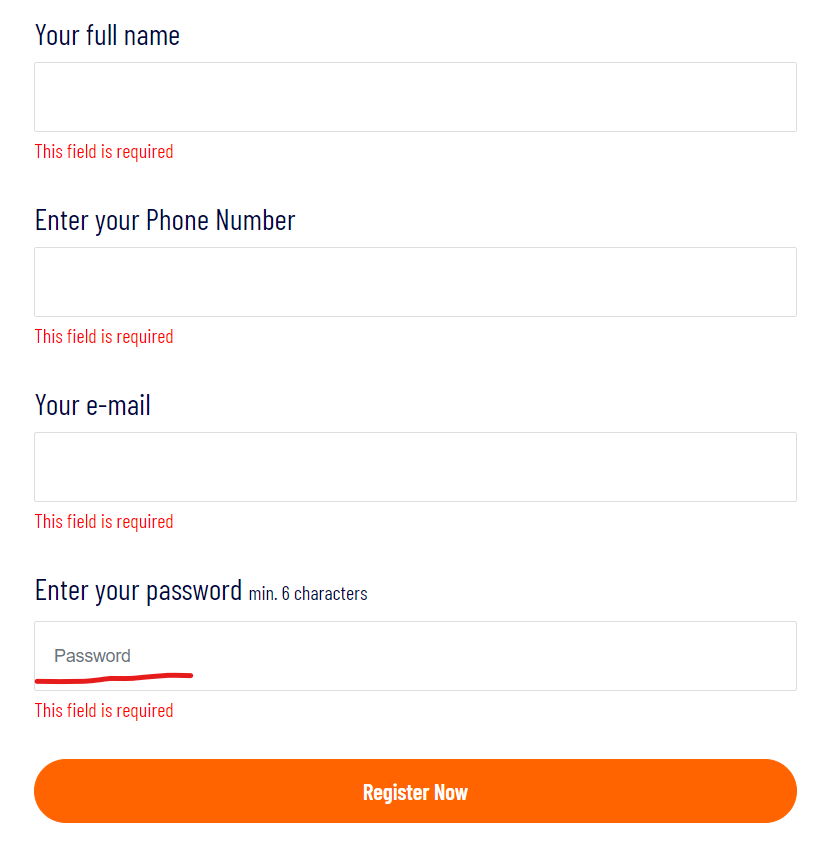 Your full name
This field is required
Enter your Phone Number
This field is required
Your e-mail
This field is required
Enter your password min. 6 characters
Password
This field is required
Register Now